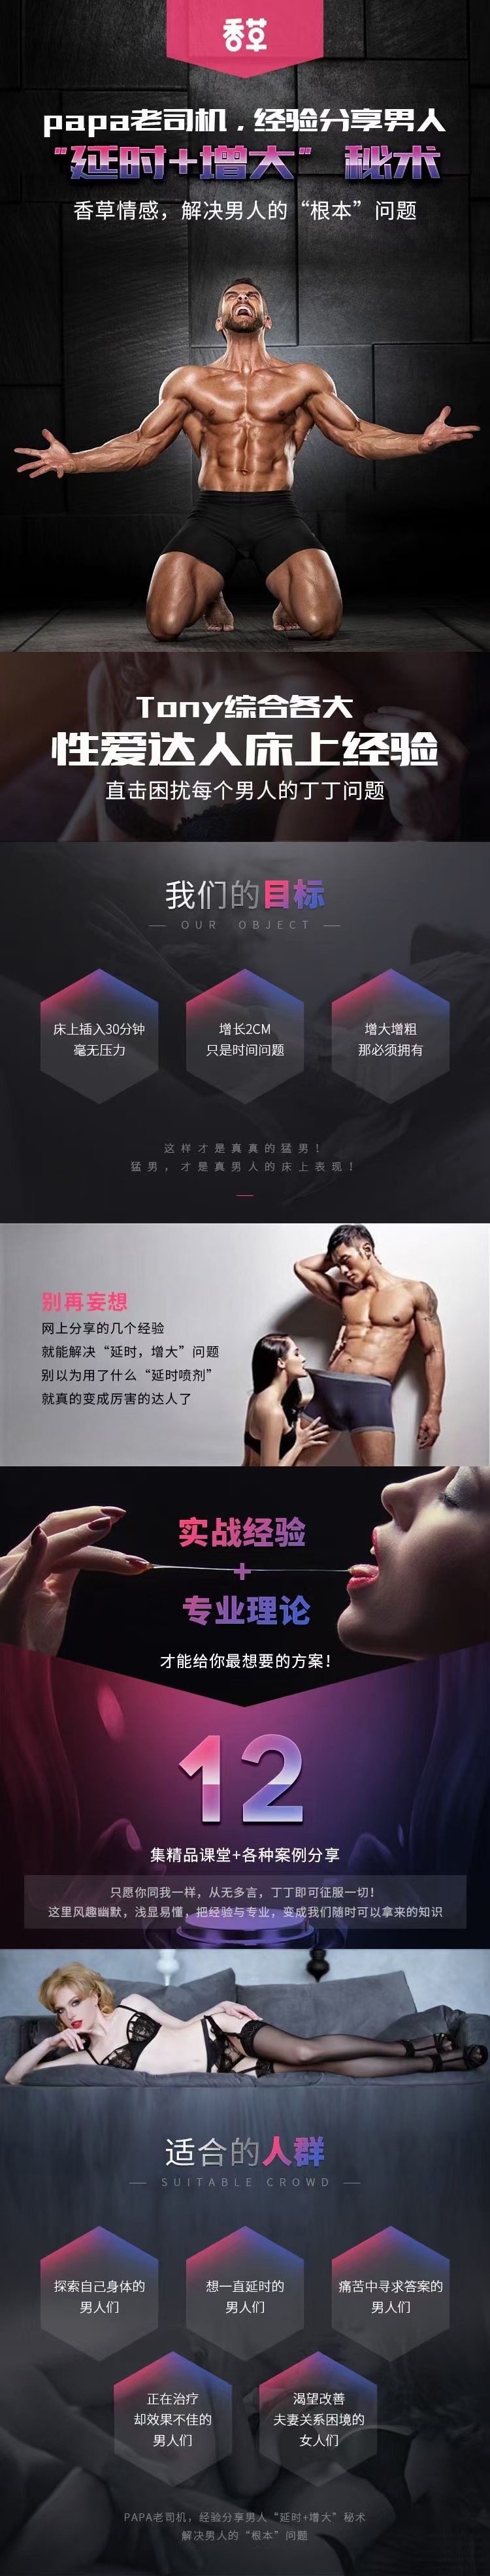 香草
papa老司机，经验分享男人
“延时+增大”秘术
香草情感，解决男人的“根本”问题
Tony综合各大
性爱达人床上经验
直击困扰每个男人的丁丁问题
我们的目标
OUR OBJECT
床上插入30分钟
毫无压力
增长2CM
只是时间问题
增大增粗
那必须拥有
这样才是真真的猛男！
猛男，才是真男人的床上表现！
别再妄想
网上分享的几个经验
就能解决“延时，增大”问题
别以为用了什么“延时喷剂”
就真的变成厉害的达人了
实战经验
+
专业理论
才能给你最想要的方案！
12
集精品课堂+各种案例分享
只愿你同我一样，从无多言，丁丁即可征服一切！
这里风趣幽默，浅显易懂，把经验与专业，变成我们随时可以拿来的知识
适合的人群
SUITABLE CROWD
探索自己身体的
男人们
想一直延时的
男人们
痛苦中寻求答案的
男人们
正在治疗
却效果不佳的
男人们
渴望改善
夫妻关系困境的
女人们
PAPA老司机，经验分享男人“延时+增大”秘术
解决男人的“根本”问题